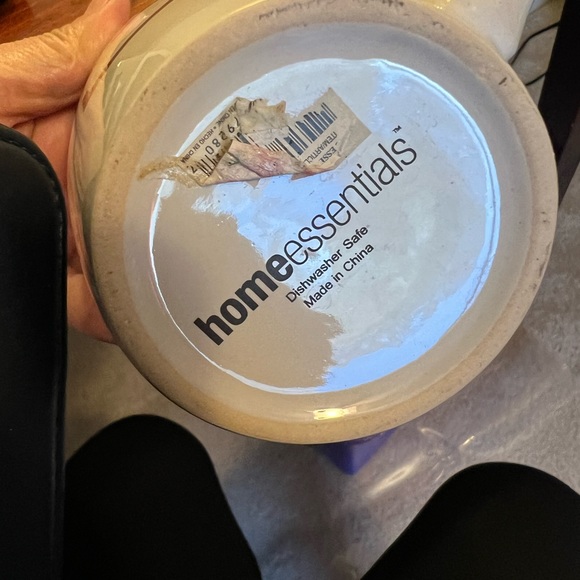 homeessentials™
Dishwasher Safe
Made in China